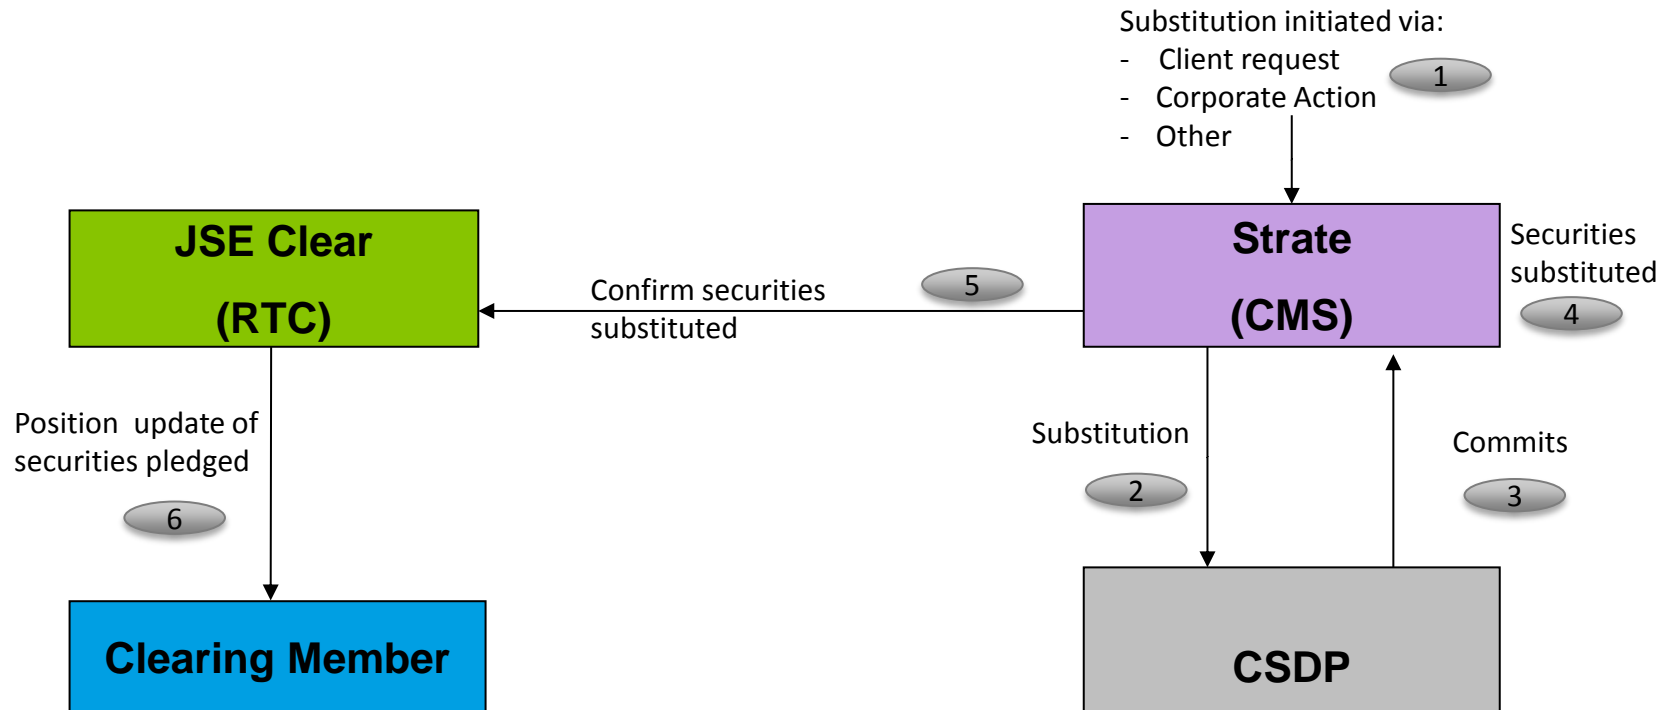 Substitution initiated via:
- Client request
- Corporate Action
- Other
1
JSE Clear
(RTC)
Confirm securities
substituted
5
Strate
(CMS)
Securities
substituted
4
Position update of
securities pledged
6
Substitution
2
Commits
3
Clearing Member
CSDP